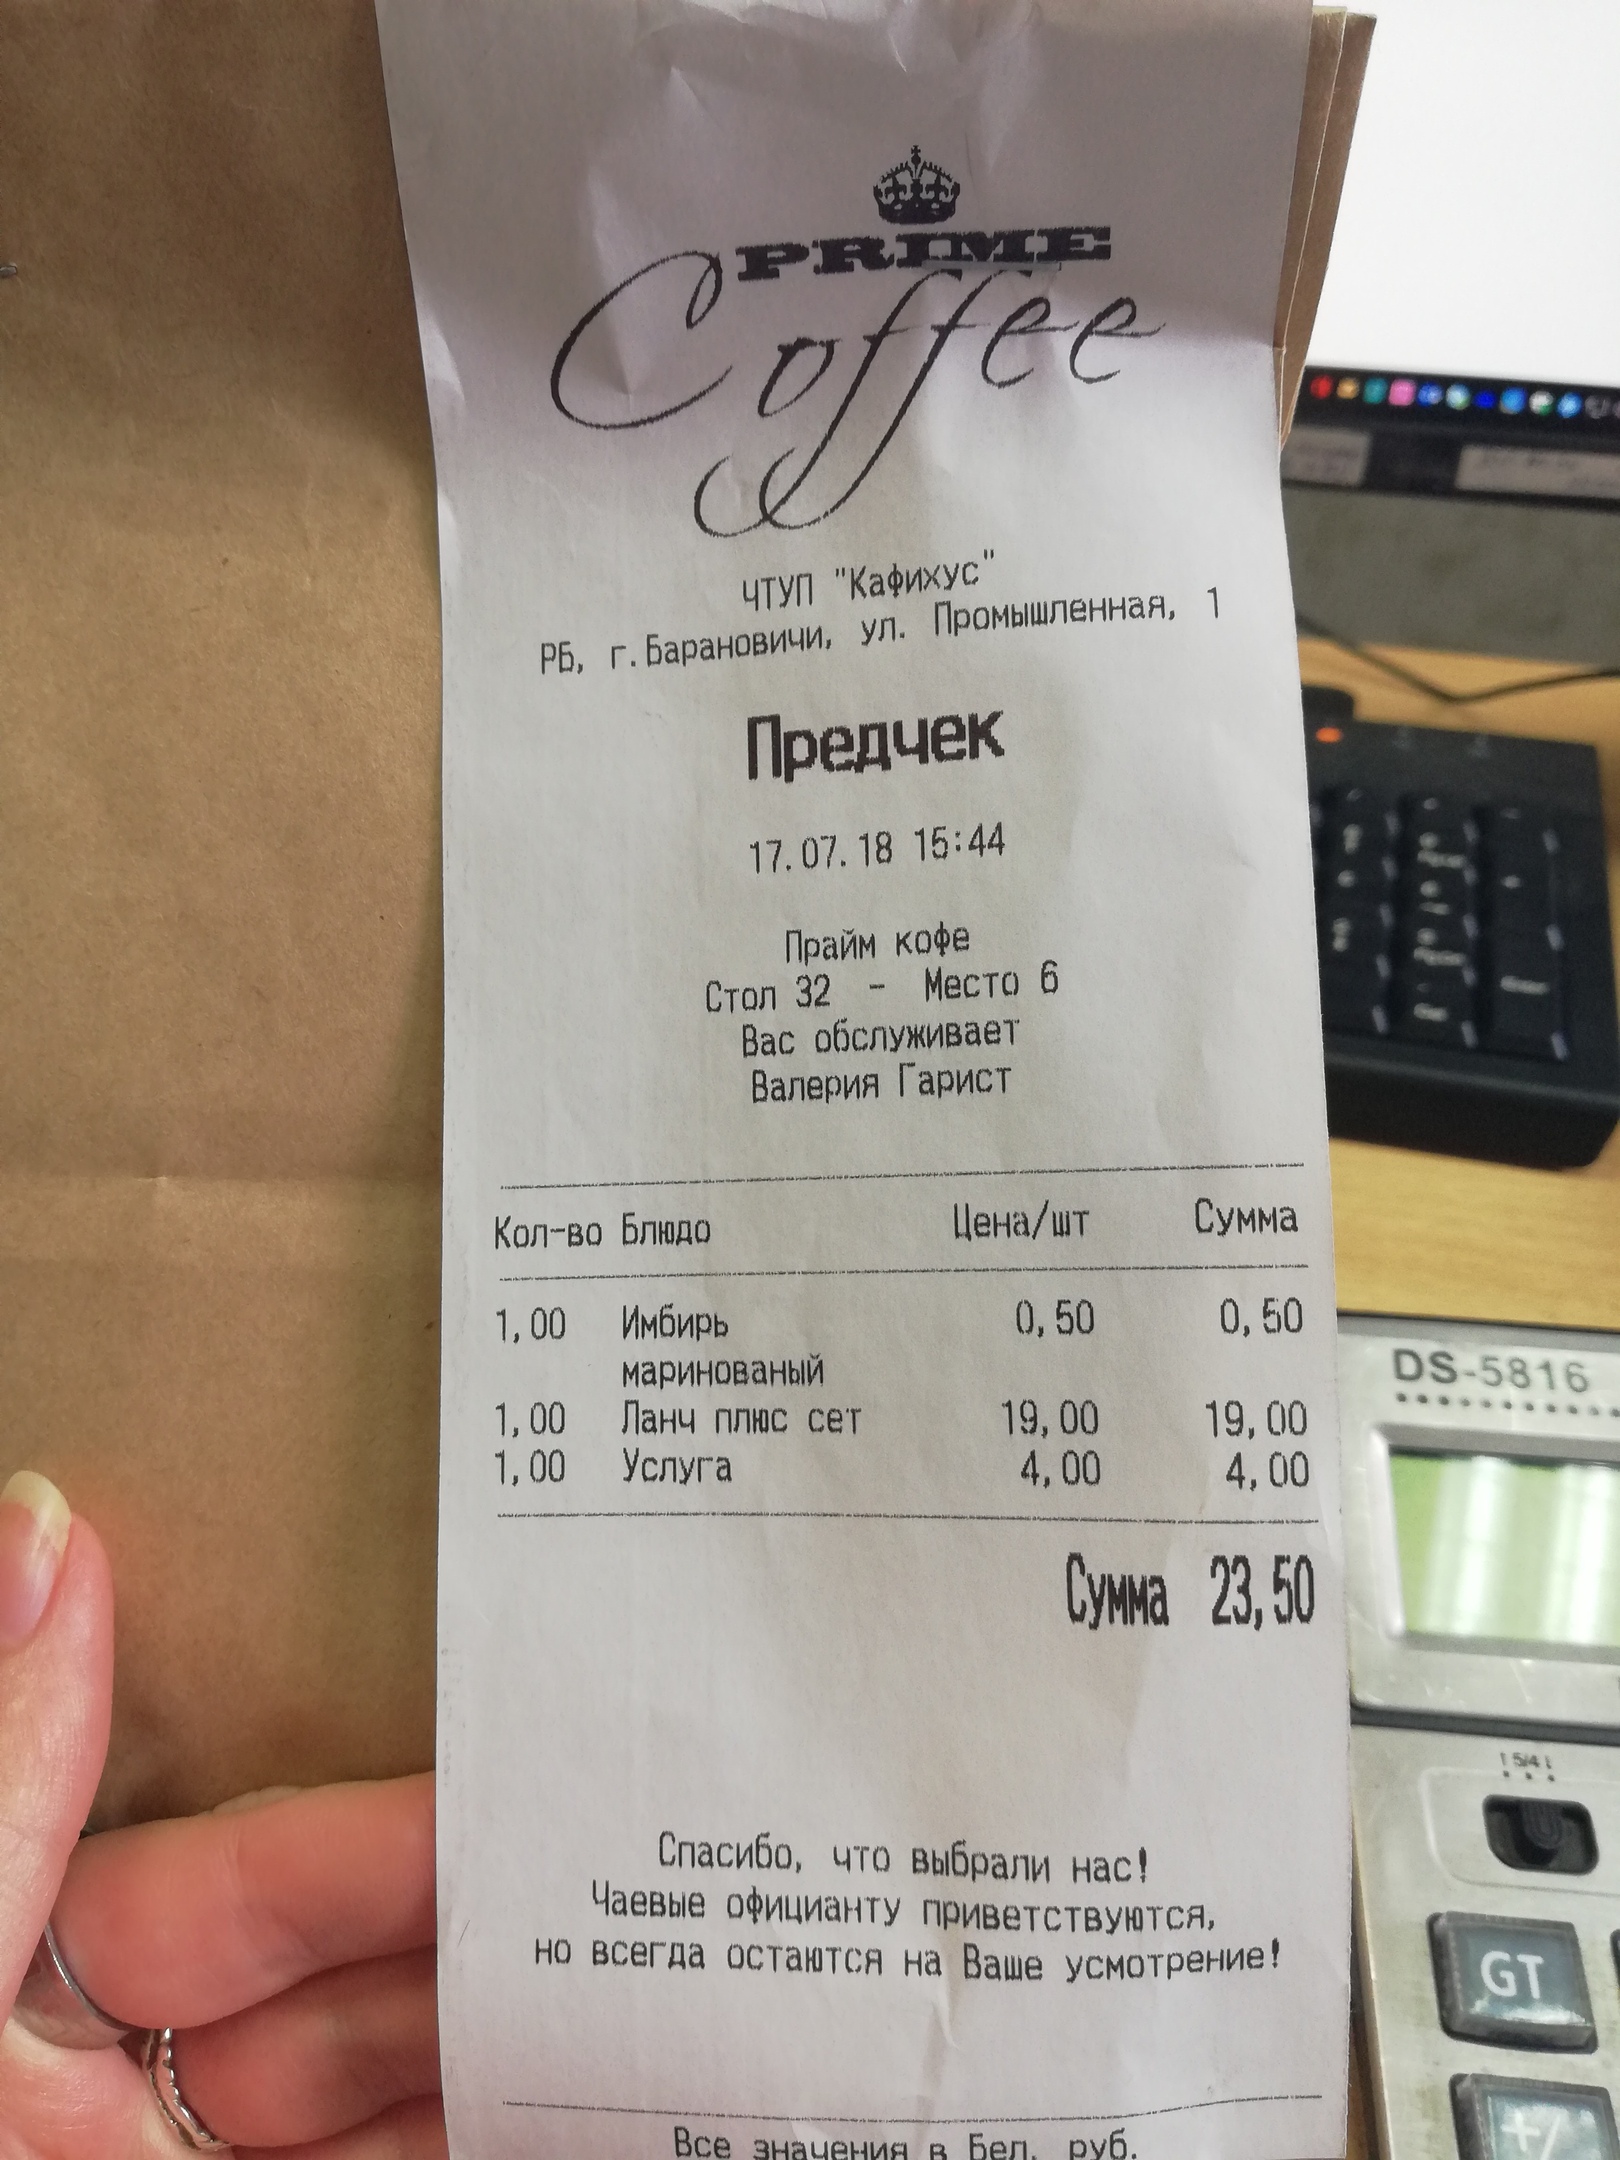 PRIME
Coffee
ЧТУП "Кафихус"
РБ, г.Барановичи, ул. Промышленная, 1
Предчек
17.07.18 15:44
Прайм кофе
Стол 32 - Место 6
Вас обслуживает
Валерия Гарист
Кол-во Блюдо Цена/шт Сумма
1,00 Имбирь 0,50 0,50
маринованый
1,00 Ланч плюс сет 19,00 19,00
1,00 Услуга 4,00 4,00
Сумма 23,50
Спасибо, что выбрали нас!
Чаевые официанту приветствуются,
но всегда остаются на Ваше усмотрение!
Все значения в Бел. руб.
DS-5816
5/4
GT
+/